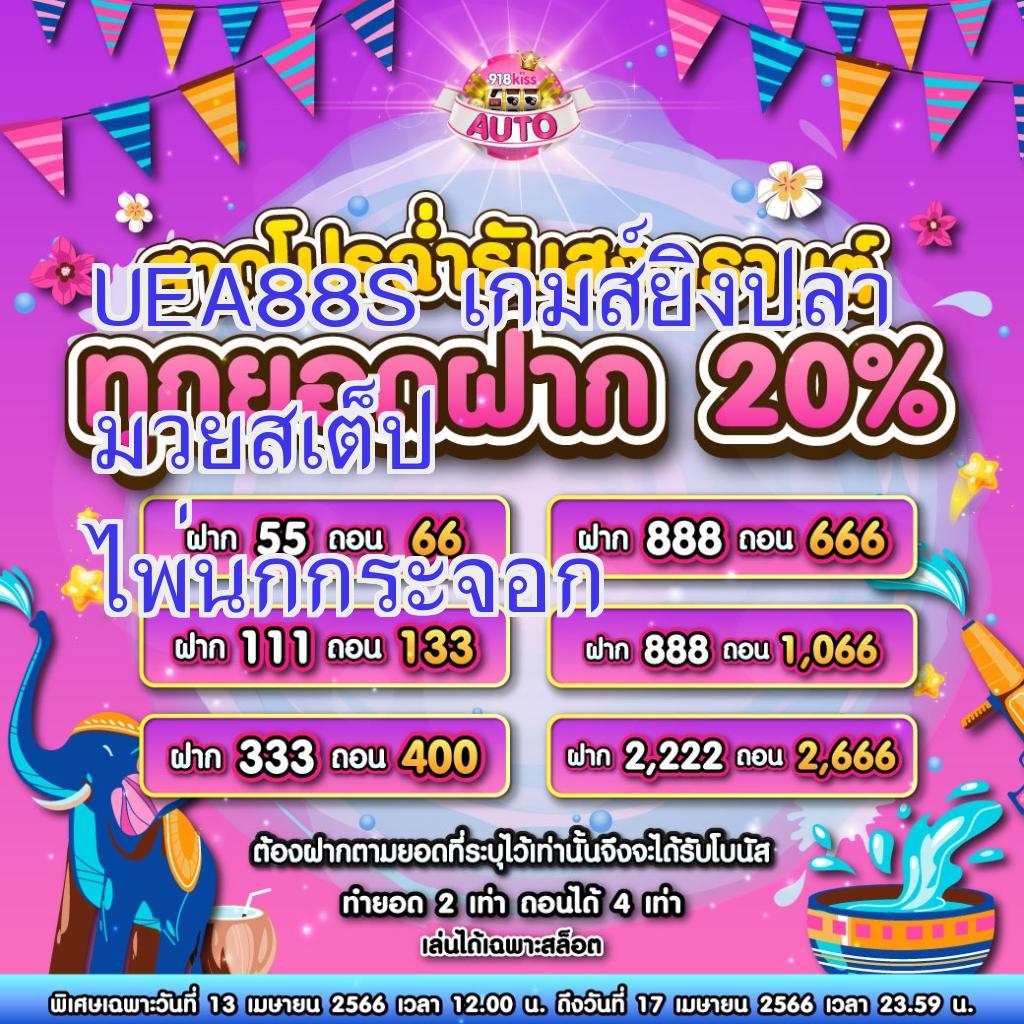 918kiss
AUTO
UEA88S เกมส์ยิงปลา
ทุกยอดฝาก 20%
มวยสเต็ป
ฝาก 55 ถอน 66
ฝาก 888 ถอน 666
ไพ่นกกระจอก
ฝาก 111 ถอน 133
ฝาก 888 ถอน 1,066
ฝาก 333 ถอน 400
ฝาก 2,222 ถอน 2,666
ต้องฝากตามยอดที่ระบุไว้เท่านั้นจึงจะได้รับโบนัส
ทำยอด 2 เท่า ถอนได้ 4 เท่า
เล่นได้เฉพาะสล็อต
พิเศษเฉพาะวันที่ 13 เมษายน 2566 เวลา 12.00 น. ถึงวันที่ 17 เมษายน 2566 เวลา 23.59 น.